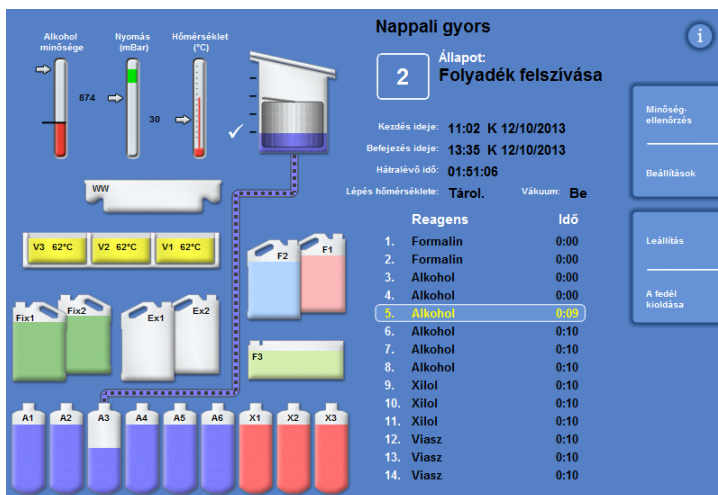 Nappali gyors
Alkohol minősége
Nyomás (mBar)
Hőmérséklet (°C)
i
2
Állapot:
Folyadék felszívása
874
30
Kezdés ideje: 11:02 K 12/10/2013
Befejezés ideje: 13:35 K 12/10/2013
Hátralévő idő: 01:51:06
Lépés hőmérséklete: Tárol. Vákuum: Be
Minőség-
ellenőrzés
Beállítások
Leállítás
A fedél
kioldása
WW
V3 62°C V2 62°C V1 62°C
F2 F1
Fix1 Fix2 Ex1 Ex2
F3
A1 A2 A3 A4 A5 A6 X1 X2 X3
Reagens Idő
1. Formalin 0:00
2. Formalin 0:00
3. Alkohol 0:00
4. Alkohol 0:00
5. Alkohol 0:09
6. Alkohol 0:10
7. Alkohol 0:10
8. Alkohol 0:10
9. Xilol 0:10
10. Xilol 0:10
11. Xilol 0:10
12. Viasz 0:10
13. Viasz 0:10
14. Viasz 0:10